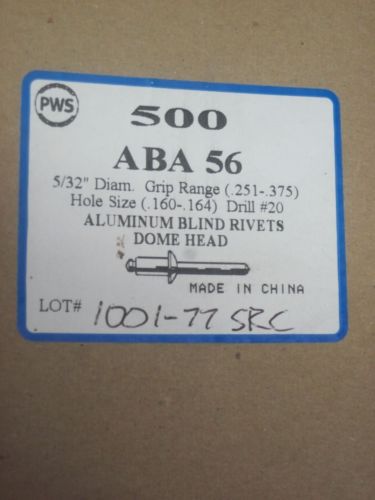 PWS
500
ABA 56
5/32" Diam. Grip Range (.251-.375)
Hole Size (.160-.164) Drill #20
ALUMINUM BLIND RIVETS
DOME HEAD
MADE IN CHINA
LOT# 1001-77 SRC